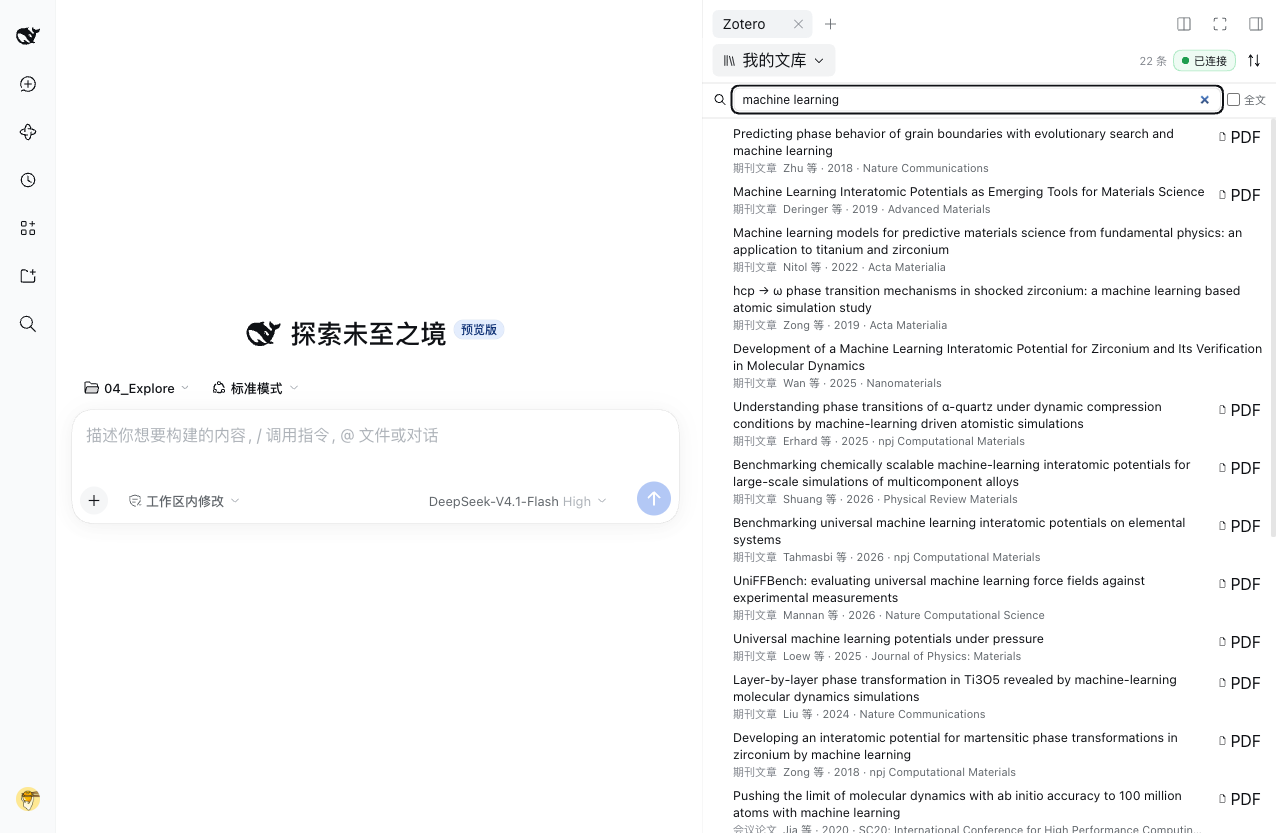 探索未至之境 预览版
04_Explore 标准模式
描述你想要构建的内容, / 调用指令, @ 文件或对话
工作区内修改 DeepSeek-V4.1-Flash High
Zotero
我的文库 22 条 已连接
machine learning 全文
Predicting phase behavior of grain boundaries with evolutionary search and
machine learning
PDF
期刊文章 Zhu 等 · 2018 · Nature Communications
Machine Learning Interatomic Potentials as Emerging Tools for Materials Science
PDF
期刊文章 Deringer 等 · 2019 · Advanced Materials
Machine learning models for predictive materials science from fundamental physics: an
application to titanium and zirconium
期刊文章 Nitol 等 · 2022 · Acta Materialia
hcp → ω phase transition mechanisms in shocked zirconium: a machine learning based
atomic simulation study
期刊文章 Zong 等 · 2019 · Acta Materialia
Development of a Machine Learning Interatomic Potential for Zirconium and Its Verification
in Molecular Dynamics
期刊文章 Wan 等 · 2025 · Nanomaterials
Understanding phase transitions of α-quartz under dynamic compression
conditions by machine-learning driven atomistic simulations
PDF
期刊文章 Erhard 等 · 2025 · npj Computational Materials
Benchmarking chemically scalable machine-learning interatomic potentials for
large-scale simulations of multicomponent alloys
PDF
期刊文章 Shuang 等 · 2026 · Physical Review Materials
Benchmarking universal machine learning interatomic potentials on elemental
systems
PDF
期刊文章 Tahmasbi 等 · 2026 · npj Computational Materials
UniFFBench: evaluating universal machine learning force fields against
experimental measurements
PDF
期刊文章 Mannan 等 · 2026 · Nature Computational Science
Universal machine learning potentials under pressure
PDF
期刊文章 Loew 等 · 2025 · Journal of Physics: Materials
Layer-by-layer phase transformation in Ti3O5 revealed by machine-learning
molecular dynamics simulations
PDF
期刊文章 Liu 等 · 2024 · Nature Communications
Developing an interatomic potential for martensitic phase transformations in
zirconium by machine learning
PDF
期刊文章 Zong 等 · 2018 · npj Computational Materials
Pushing the limit of molecular dynamics with ab initio accuracy to 100 million
atoms with machine learning
PDF
会议论文 Jia 等 · 2020 · SC20: International Conference for High Performance Computin...